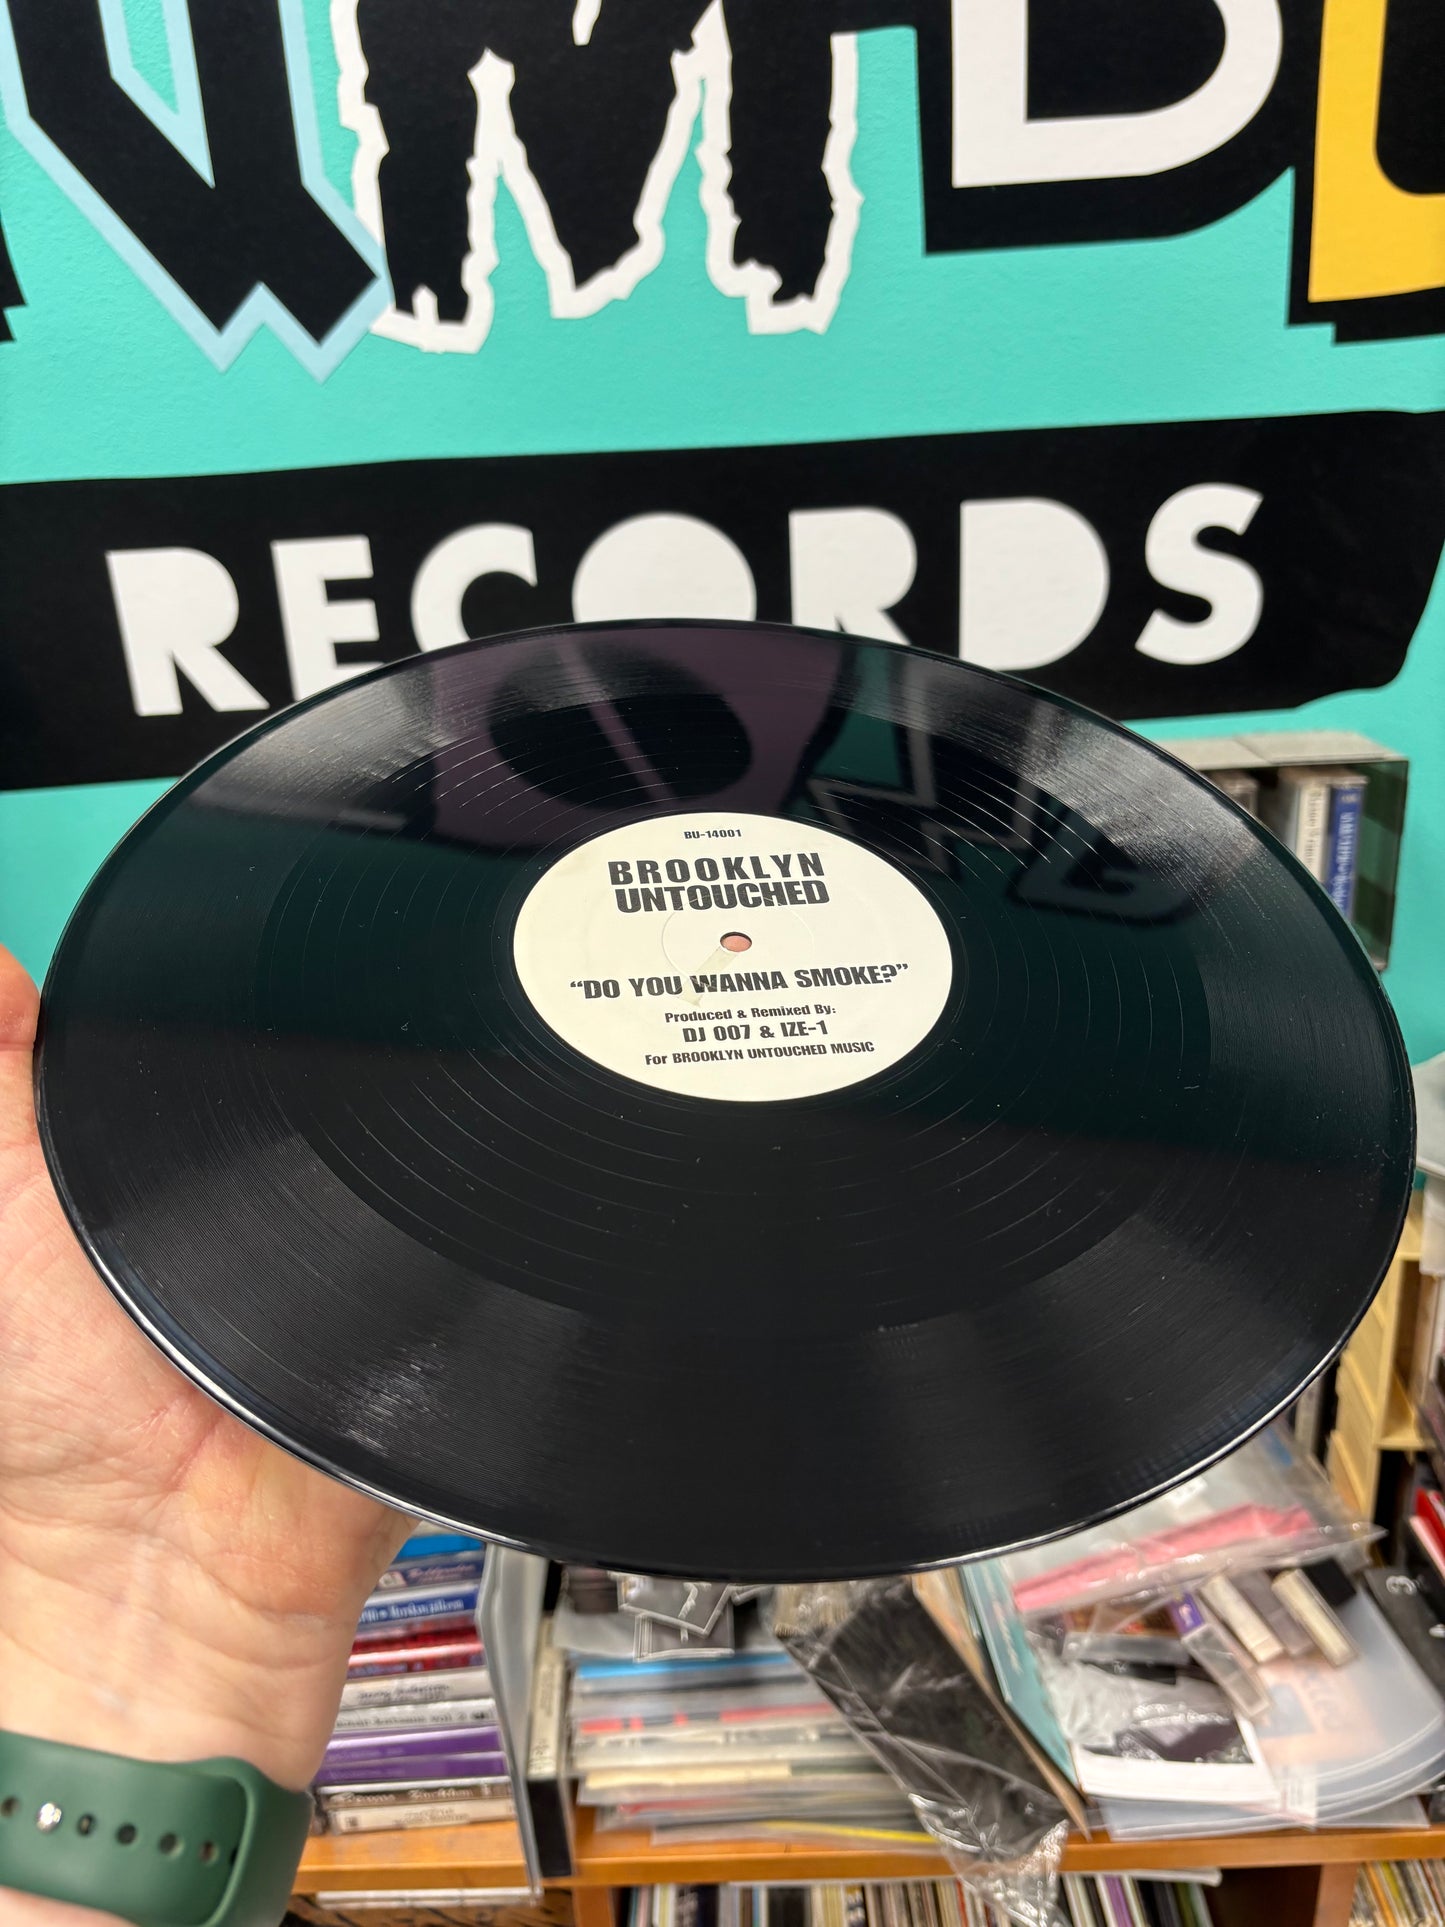 RECORDS
BU-14001
BROOKLYN
UNTOUCHED
"DO YOU WANNA SMOKE?"
Produced & Remixed By:
DJ 007 & IZE-1
For BROOKLYN UNTOUCHED MUSIC